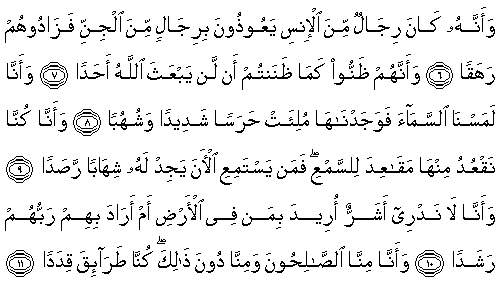 وَأَنَّهُۥ كَانَ رِجَالٌ مِّنَ ٱلْإِنسِ يَعُوذُونَ بِرِجَالٍ مِّنَ ٱلْجِنِّ فَزَادُوهُمْ
رَهَقًا ۝٦ وَأَنَّهُمْ ظَنُّوا۟ كَمَا ظَنَنتُمْ أَن لَّن يَبْعَثَ ٱللَّهُ أَحَدًا ۝٧ وَأَنَّا
لَمَسْنَا ٱلسَّمَآءَ فَوَجَدْنَـٰهَا مُلِئَتْ حَرَسًا شَدِيدًا وَشُهُبًا ۝٨ وَأَنَّا كُنَّا
نَقْعُدُ مِنْهَا مَقَـٰعِدَ لِلسَّمْعِ ۖ فَمَن يَسْتَمِعِ ٱلْـَٔانَ يَجِدْ لَهُۥ شِهَابًا رَّصَدًا ۝٩
وَأَنَّا لَا نَدْرِىٓ أَشَرٌّ أُرِيدَ بِمَن فِى ٱلْأَرْضِ أَمْ أَرَادَ بِهِمْ رَبُّهُمْ
رَشَدًا ۝١٠ وَأَنَّا مِنَّا ٱلصَّـٰلِحُونَ وَمِنَّا دُونَ ذَٰلِكَ ۖ كُنَّا طَرَآئِقَ قِدَدًا ۝١١